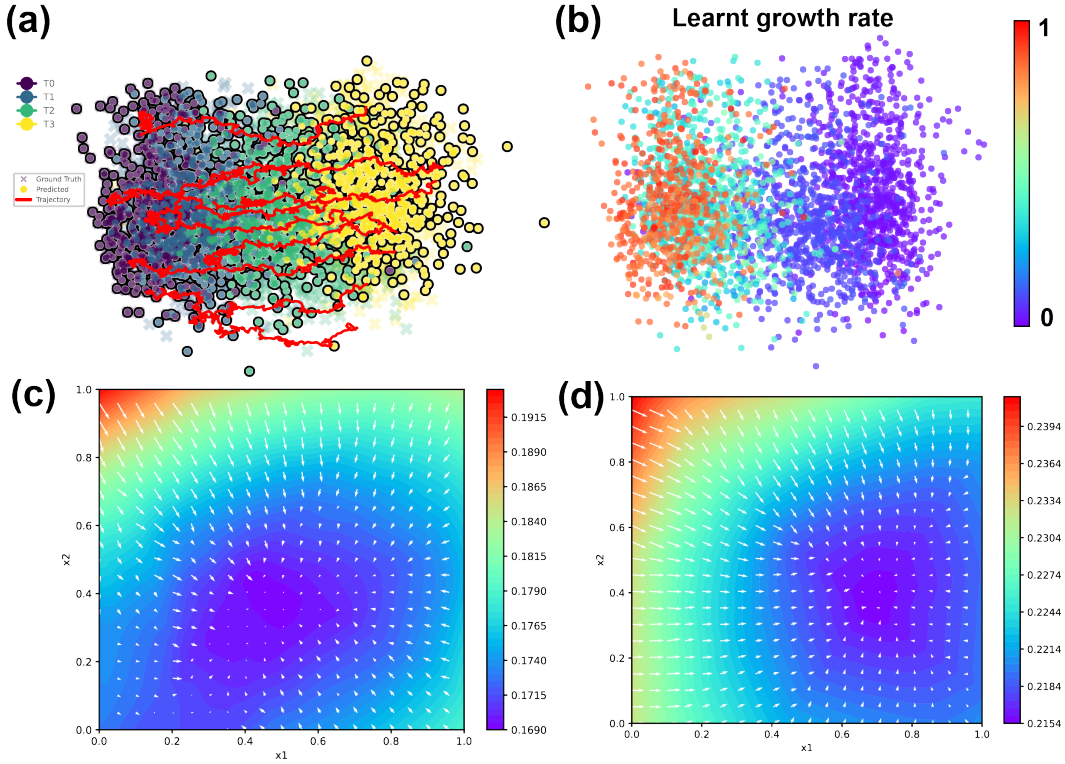 (a)
T0
T1
T2
T3
Ground Truth
Predicted
Trajectory
(b)
Learnt growth rate
1
0
(c)
1.0
0.8
0.6
0.4
0.2
0.0
x2
0.0 0.2 0.4 0.6 0.8 1.0
x1
0.1915
0.1890
0.1865
0.1840
0.1815
0.1790
0.1765
0.1740
0.1715
0.1690
(d)
1.0
0.8
0.6
0.4
0.2
0.0
x2
0.0 0.2 0.4 0.6 0.8 1.0
x1
0.2394
0.2364
0.2334
0.2304
0.2274
0.2244
0.2214
0.2184
0.2154